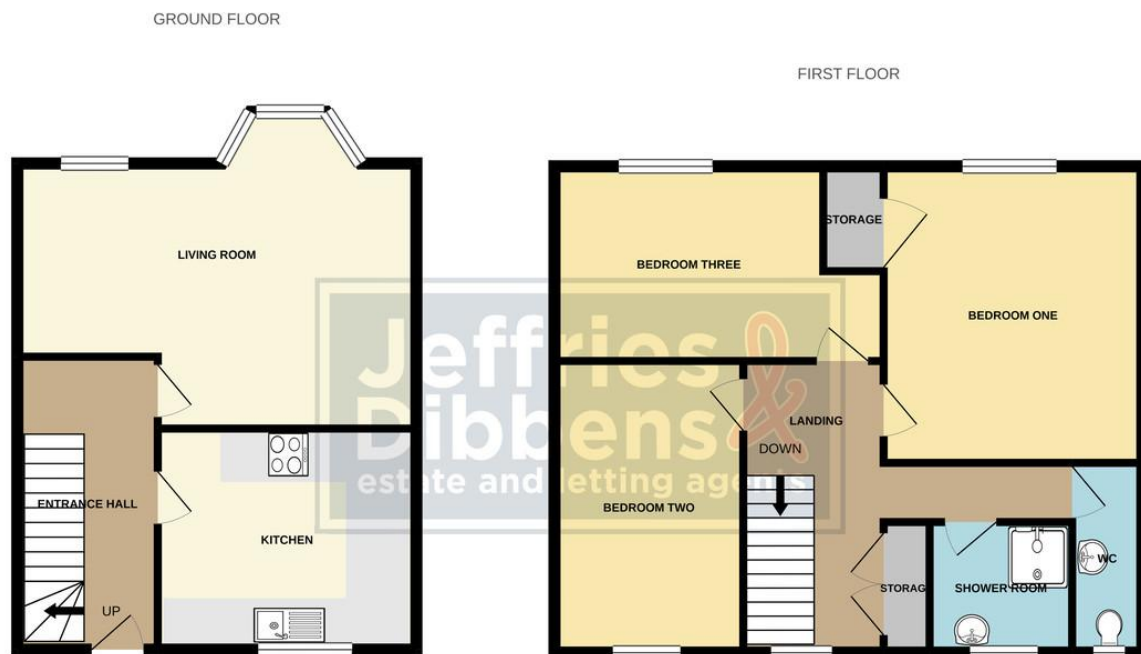 GROUND FLOOR
FIRST FLOOR
LIVING ROOM
ENTRANCE HALL
UP
KITCHEN
STORAGE
BEDROOM THREE
BEDROOM ONE
LANDING
DOWN
BEDROOM TWO
STORAG
SHOWER ROOM
WC
Jeffries &
Dibbens
estate and letting agents